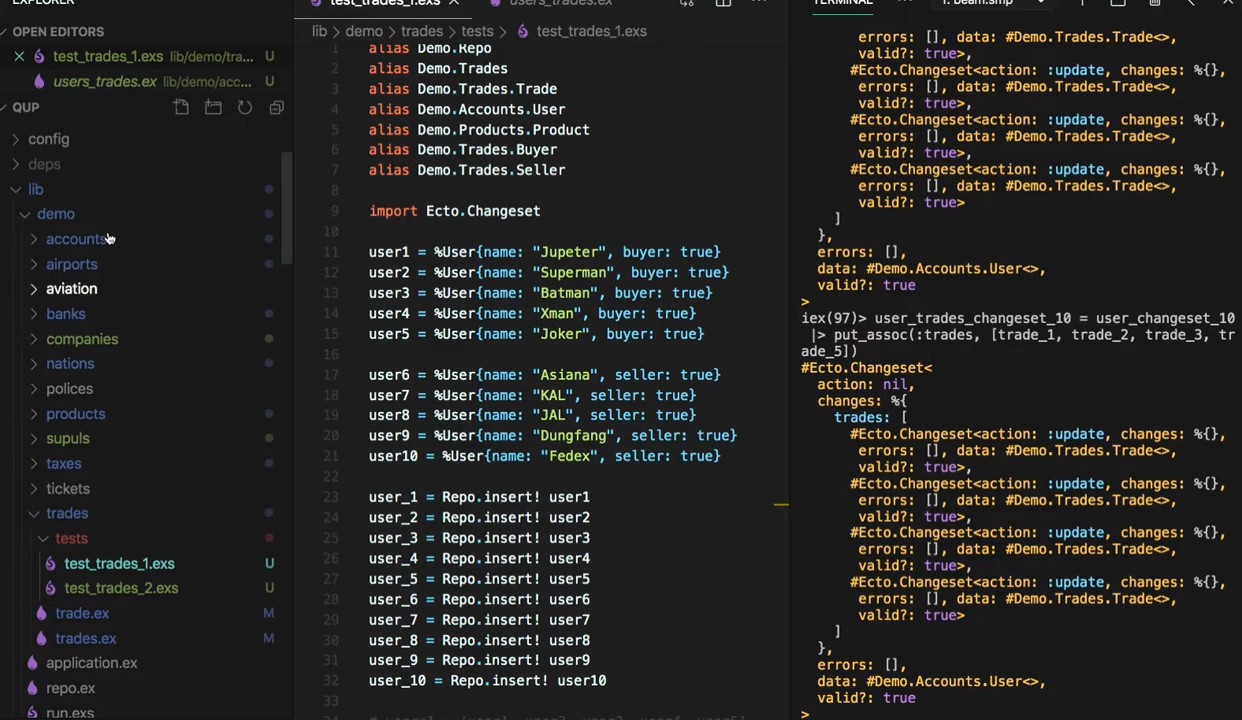 EXPLORER
OPEN EDITORS
test_trades_1.exs lib/demo/tra... U
users_trades.ex lib/demo/acc... U
QUP
config
deps
lib
demo
accounts
airports
aviation
banks
companies
nations
polices
products
supuls
taxes
tickets
trades
tests
test_trades_1.exs U
test_trades_2.exs U
trade.ex M
trades.ex M
application.ex
repo.ex
run.exs
test_trades_1.exs
users_trades.ex
lib > demo > trades > tests > test_trades_1.exs
1 alias Demo.Repo
2 alias Demo.Trades
3 alias Demo.Trades.Trade
4 alias Demo.Accounts.User
5 alias Demo.Products.Product
6 alias Demo.Trades.Buyer
7 alias Demo.Trades.Seller
8
9 import Ecto.Changeset
10
11 user1 = %User{name: "Jupeter", buyer: true}
12 user2 = %User{name: "Superman", buyer: true}
13 user3 = %User{name: "Batman", buyer: true}
14 user4 = %User{name: "Xman", buyer: true}
15 user5 = %User{name: "Joker", buyer: true}
16
17 user6 = %User{name: "Asiana", seller: true}
18 user7 = %User{name: "KAL", seller: true}
19 user8 = %User{name: "JAL", seller: true}
20 user9 = %User{name: "Dungfang", seller: true}
21 user10 = %User{name: "Fedex", seller: true}
22
23 user_1 = Repo.insert! user1
24 user_2 = Repo.insert! user2
25 user_3 = Repo.insert! user3
26 user_4 = Repo.insert! user4
27 user_5 = Repo.insert! user5
28 user_6 = Repo.insert! user6
29 user_7 = Repo.insert! user7
30 user_8 = Repo.insert! user8
31 user_9 = Repo.insert! user9
32 user_10 = Repo.insert! user10
33
TERMINAL
1: beam.smp
errors: [], data: #Demo.Trades.Trade<>,
valid?: true>,
#Ecto.Changeset<action: :update, changes: %{},
errors: [], data: #Demo.Trades.Trade<>,
valid?: true>,
#Ecto.Changeset<action: :update, changes: %{},
errors: [], data: #Demo.Trades.Trade<>,
valid?: true>,
#Ecto.Changeset<action: :update, changes: %{},
errors: [], data: #Demo.Trades.Trade<>,
valid?: true>
]
},
errors: [],
data: #Demo.Accounts.User<>,
valid?: true
>
iex(97)> user_trades_changeset_10 = user_changeset_10
|> put_assoc(:trades, [trade_1, trade_2, trade_3, tr
ade_5])
#Ecto.Changeset<
action: nil,
changes: %{
trades: [
#Ecto.Changeset<action: :update, changes: %{},
errors: [], data: #Demo.Trades.Trade<>,
valid?: true>,
#Ecto.Changeset<action: :update, changes: %{},
errors: [], data: #Demo.Trades.Trade<>,
valid?: true>,
#Ecto.Changeset<action: :update, changes: %{},
errors: [], data: #Demo.Trades.Trade<>,
valid?: true>,
#Ecto.Changeset<action: :update, changes: %{},
errors: [], data: #Demo.Trades.Trade<>,
valid?: true>
]
},
errors: [],
data: #Demo.Accounts.User<>,
valid?: true
>